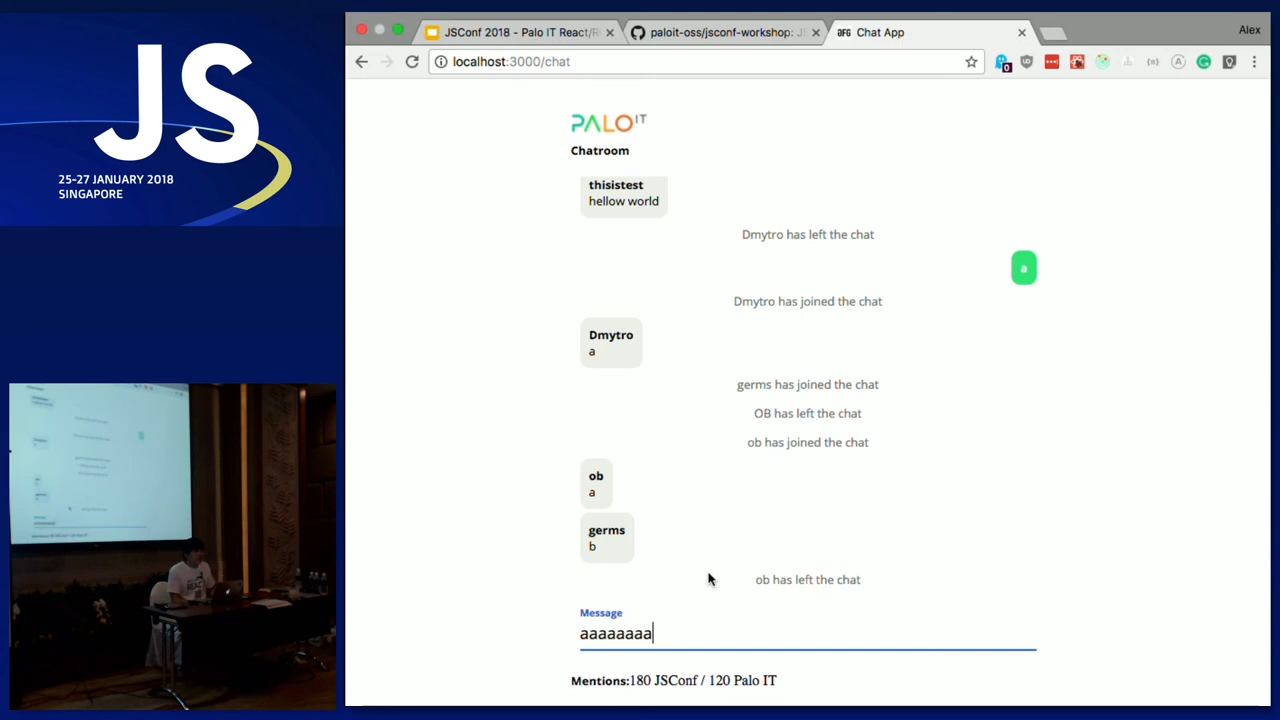 JS
25-27 JANUARY 2018
SINGAPORE
JSConf 2018 - Palo IT React/R
paloit-oss/jsconf-workshop: JS
Chat App
Alex
localhost:3000/chat
PALO IT
Chatroom
thisistest
hellow world
Dmytro has left the chat
a
Dmytro has joined the chat
Dmytro
a
germs has joined the chat
OB has left the chat
ob has joined the chat
ob
a
germs
b
ob has left the chat
Message
aaaaaaaa
Mentions:180 JSConf / 120 Palo IT